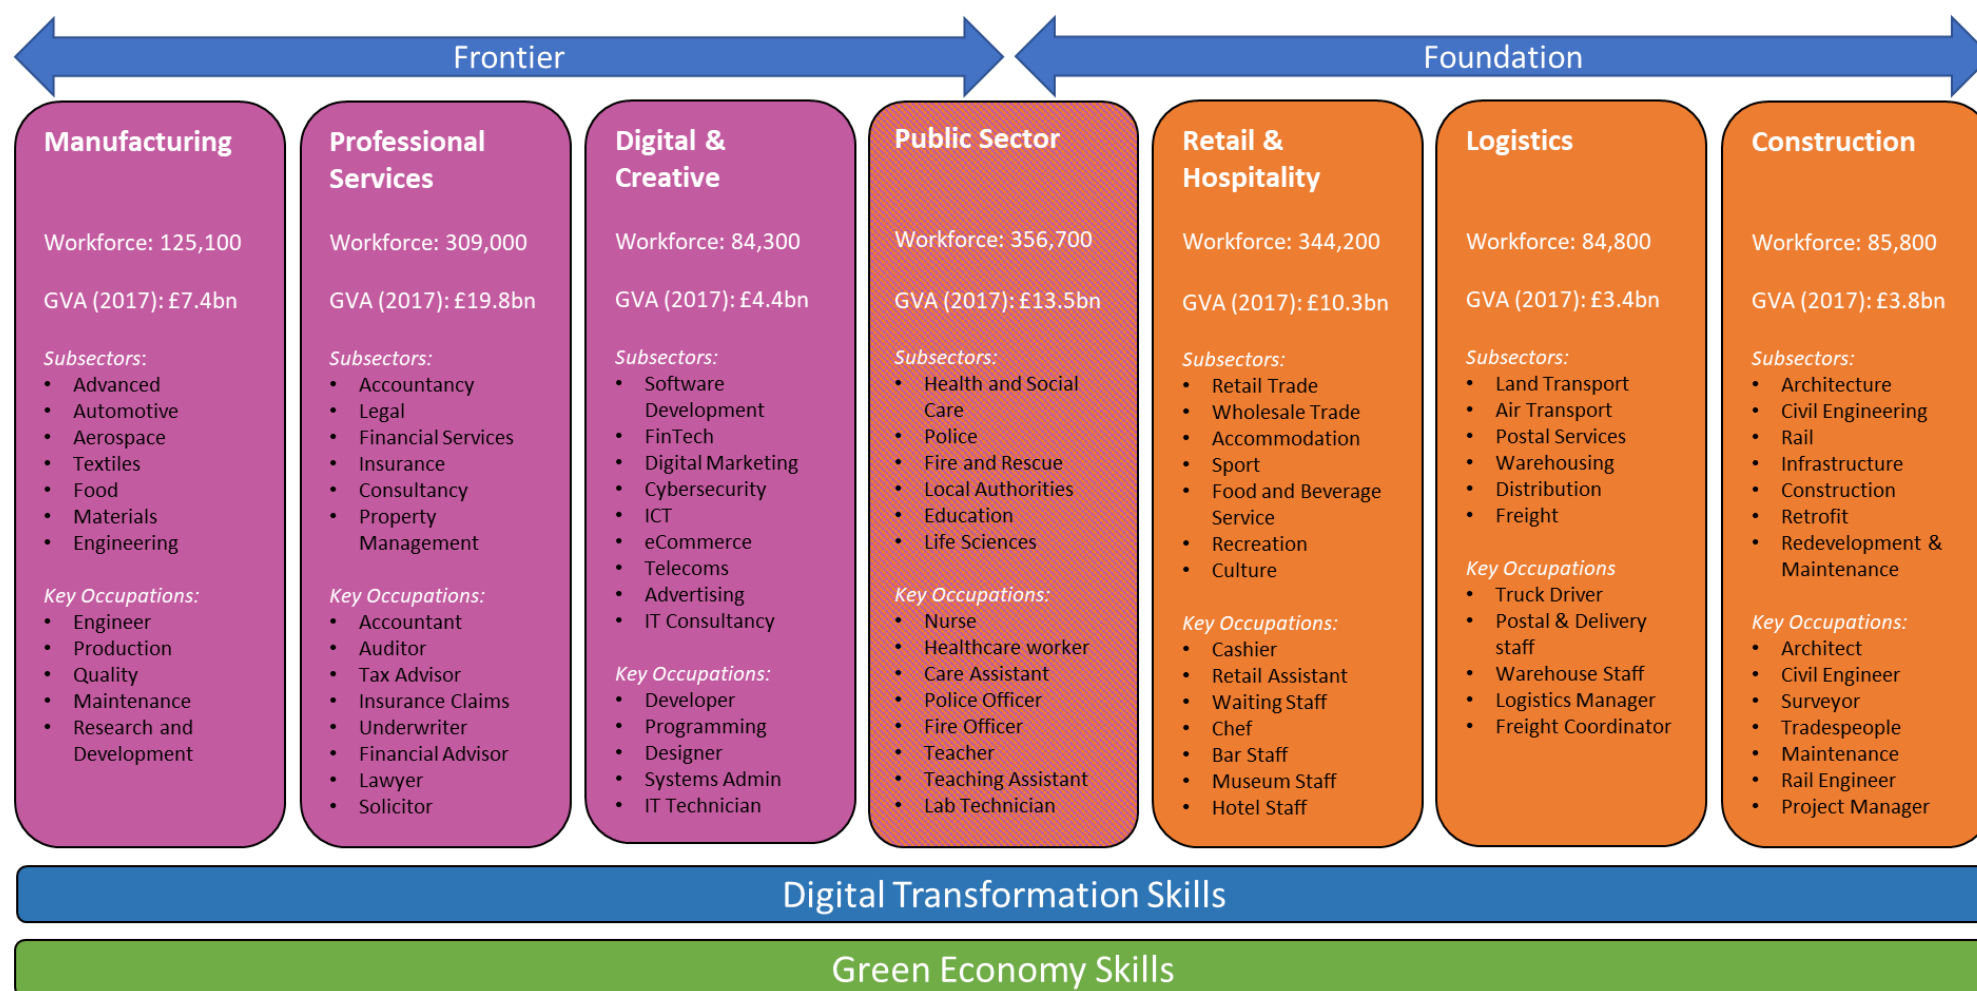 Frontier
Foundation
Manufacturing
Workforce: 125,100
GVA (2017): £7.4bn
Subsectors:
• Advanced
• Automotive
• Aerospace
• Textiles
• Food
• Materials
• Engineering
Key Occupations:
• Engineer
• Production
• Quality
• Maintenance
• Research and
Development
Professional
Services
Workforce: 309,000
GVA (2017): £19.8bn
Subsectors:
• Accountancy
• Legal
• Financial Services
• Insurance
• Consultancy
• Property
Management
Key Occupations:
• Accountant
• Auditor
• Tax Advisor
• Insurance Claims
• Underwriter
• Financial Advisor
• Lawyer
• Solicitor
Digital &
Creative
Workforce: 84,300
GVA (2017): £4.4bn
Subsectors:
• Software
Development
• FinTech
• Digital Marketing
• Cybersecurity
• ICT
• eCommerce
• Telecoms
• Advertising
• IT Consultancy
Key Occupations:
• Developer
• Programming
• Designer
• Systems Admin
• IT Technician
Public Sector
Workforce: 356,700
GVA (2017): £13.5bn
Subsectors:
• Health and Social
Care
• Police
• Fire and Rescue
• Local Authorities
• Education
• Life Sciences
Key Occupations:
• Nurse
• Healthcare worker
• Care Assistant
• Police Officer
• Fire Officer
• Teacher
• Teaching Assistant
• Lab Technician
Retail &
Hospitality
Workforce: 344,200
GVA (2017): £10.3bn
Subsectors:
• Retail Trade
• Wholesale Trade
• Accommodation
• Sport
• Food and Beverage
Service
• Recreation
• Culture
Key Occupations:
• Cashier
• Retail Assistant
• Waiting Staff
• Chef
• Bar Staff
• Museum Staff
• Hotel Staff
Logistics
Workforce: 84,800
GVA (2017): £3.4bn
Subsectors:
• Land Transport
• Air Transport
• Postal Services
• Warehousing
• Distribution
• Freight
Key Occupations
• Truck Driver
• Postal & Delivery
staff
• Warehouse Staff
• Logistics Manager
• Freight Coordinator
Construction
Workforce: 85,800
GVA (2017): £3.8bn
Subsectors:
• Architecture
• Civil Engineering
• Rail
• Infrastructure
• Construction
• Retrofit
• Redevelopment &
Maintenance
Key Occupations:
• Architect
• Civil Engineer
• Surveyor
• Tradespeople
• Maintenance
• Rail Engineer
• Project Manager
Digital Transformation Skills
Green Economy Skills